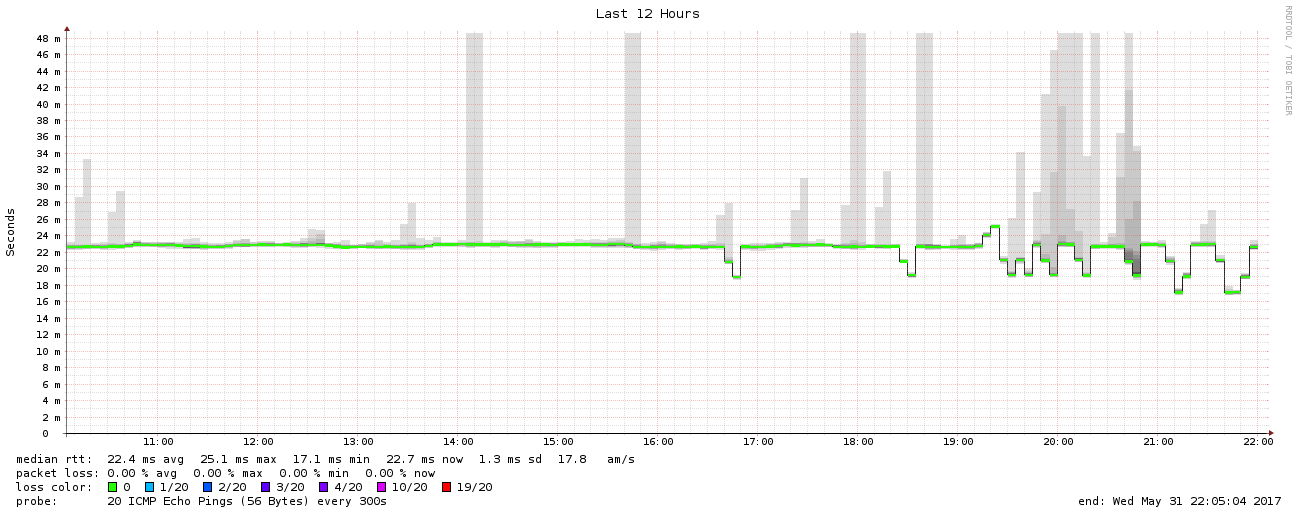 Last 12 Hours
RRDTOOL / TOBI OETIKER
Seconds
48 m
46 m
44 m
42 m
40 m
38 m
36 m
34 m
32 m
30 m
28 m
26 m
24 m
22 m
20 m
18 m
16 m
14 m
12 m
10 m
8 m
6 m
4 m
2 m
0
11:00 12:00 13:00 14:00 15:00 16:00 17:00 18:00 19:00 20:00 21:00 22:00
median rtt: 22.4 ms avg 25.1 ms max 17.1 ms min 22.7 ms now 1.3 ms sd 17.8 am/s
packet loss: 0.00 % avg 0.00 % max 0.00 % min 0.00 % now
loss color: 0 1/20 2/20 3/20 4/20 10/20 19/20
probe: 20 ICMP Echo Pings (56 Bytes) every 300s end: Wed May 31 22:05:04 2017